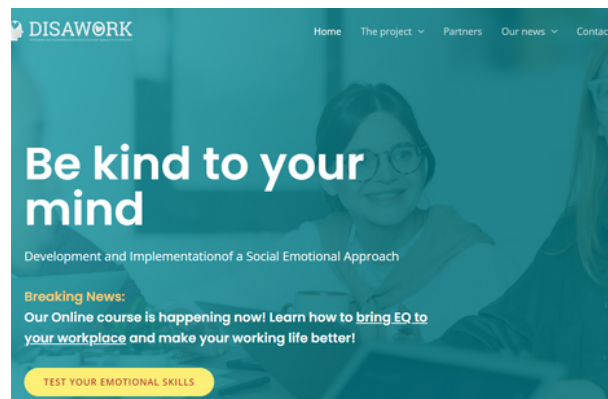 DISAWORK
Home The project Partners Our news Contac
Be kind to your
mind
Development and Implementationof a Social Emotional Approach
Breaking News:
Our Online course is happening now! Learn how to bring EQ to
your workplace and make your working life better!
TEST YOUR EMOTIONAL SKILLS